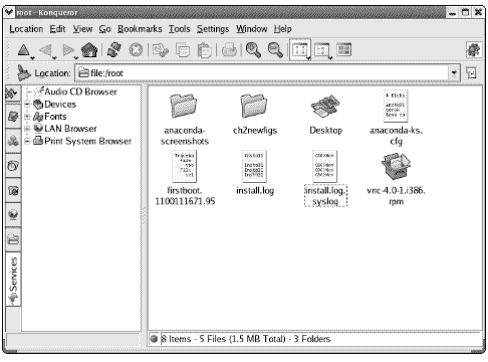 root - Konqueror
Location Edit View Go Bookmarks Tools Settings Window Help
Location: file:/root
Audio CD Browser
Devices
Fonts
LAN Browser
Print System Browser
Services
anaconda-
screenshots
ch2newfigs
Desktop
anaconda-ks.
cfg
firstboot.
1100111671.95
install.log
install.log.
syslog
vnc-4.0-1.i386.
rpm
8 Items - 5 Files (1.5 MB Total) - 3 Folders